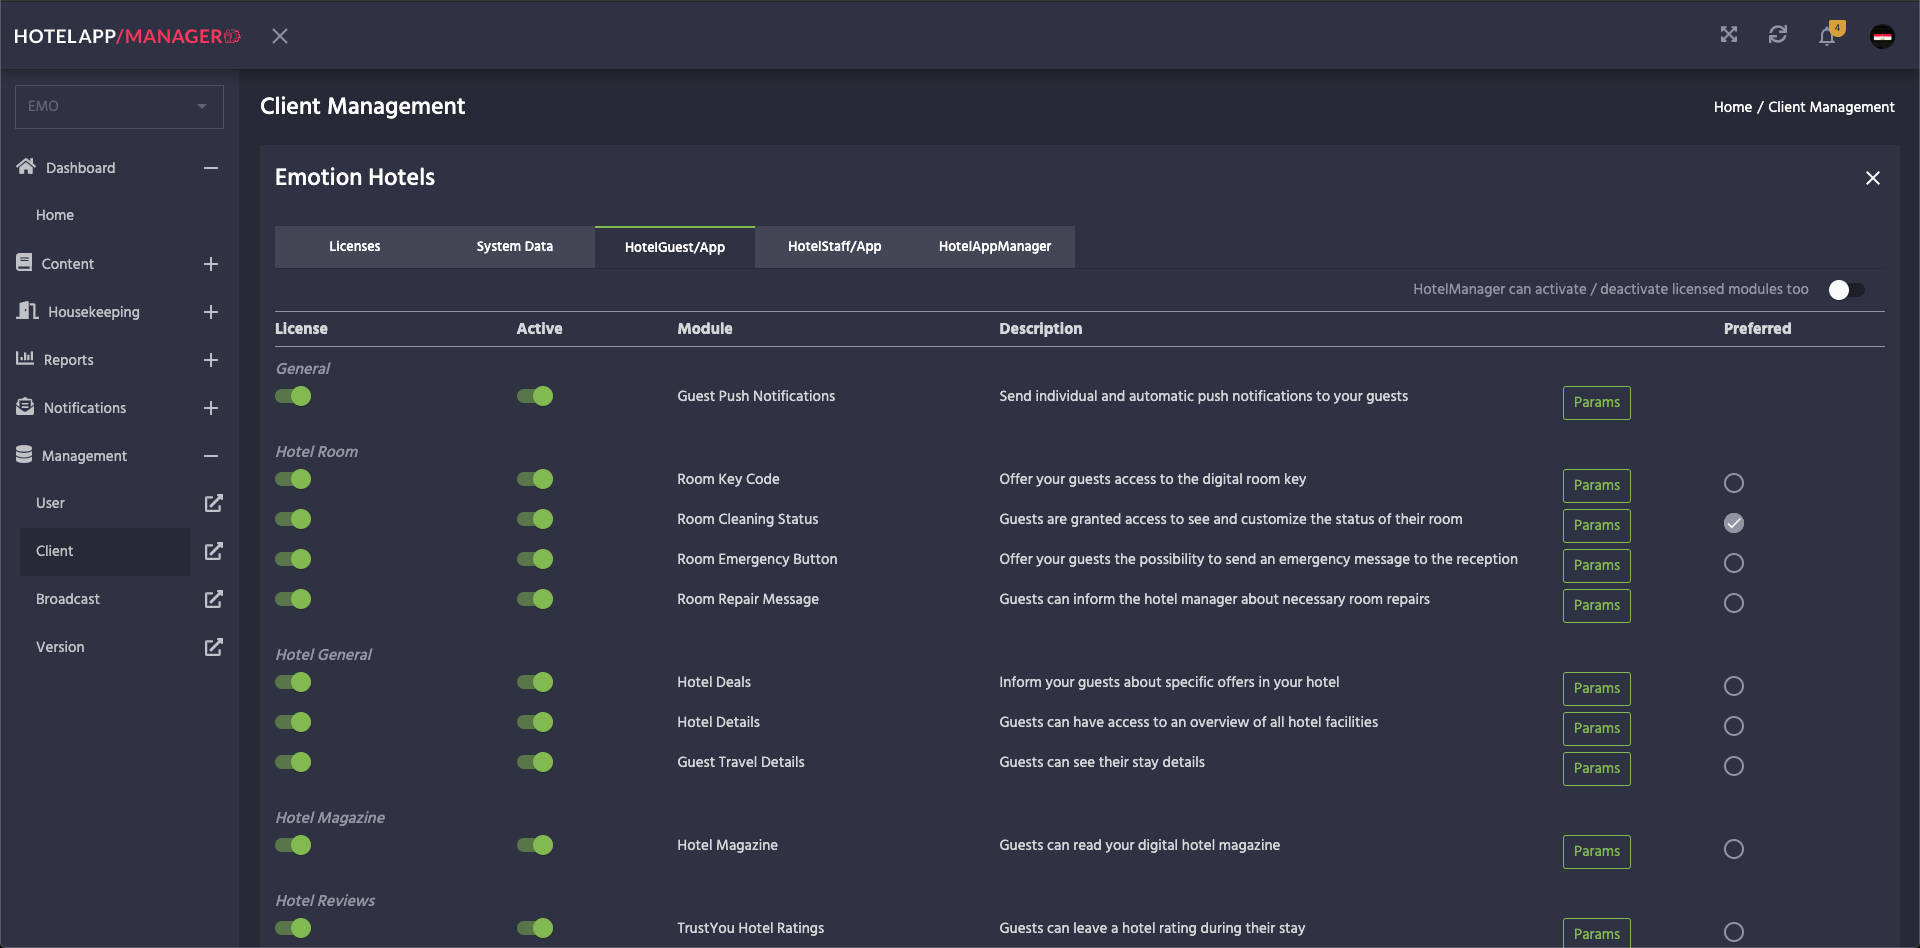 HOTELAPP/MANAGER
4
EMO
Client Management
Home / Client Management
Dashboard
Home
Content
Housekeeping
Reports
Notifications
Management
User
Client
Broadcast
Version
Emotion Hotels
Licenses System Data HotelGuest/App HotelStaff/App HotelAppManager
HotelManager can activate / deactivate licensed modules too
License Active Module Description Preferred
General
Guest Push Notifications Send individual and automatic push notifications to your guests Params
Hotel Room
Room Key Code Offer your guests access to the digital room key Params
Room Cleaning Status Guests are granted access to see and customize the status of their room Params
Room Emergency Button Offer your guests the possibility to send an emergency message to the reception Params
Room Repair Message Guests can inform the hotel manager about necessary room repairs Params
Hotel General
Hotel Deals Inform your guests about specific offers in your hotel Params
Hotel Details Guests can have access to an overview of all hotel facilities Params
Guest Travel Details Guests can see their stay details Params
Hotel Magazine
Hotel Magazine Guests can read your digital hotel magazine Params
Hotel Reviews
TrustYou Hotel Ratings Guests can leave a hotel rating during their stay Params